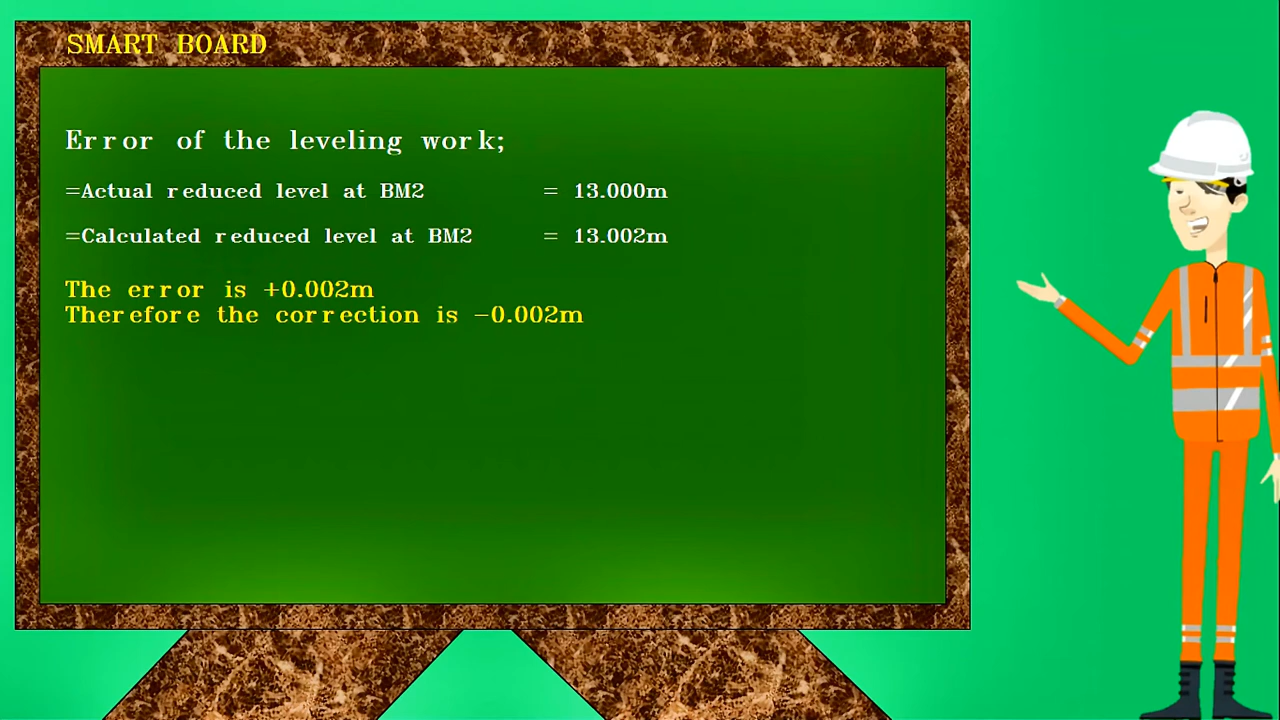 SMART BOARD
Error of the leveling work;
=Actual reduced level at BM2 = 13.000m
=Calculated reduced level at BM2 = 13.002m
The error is +0.002m
Therefore the correction is -0.002m